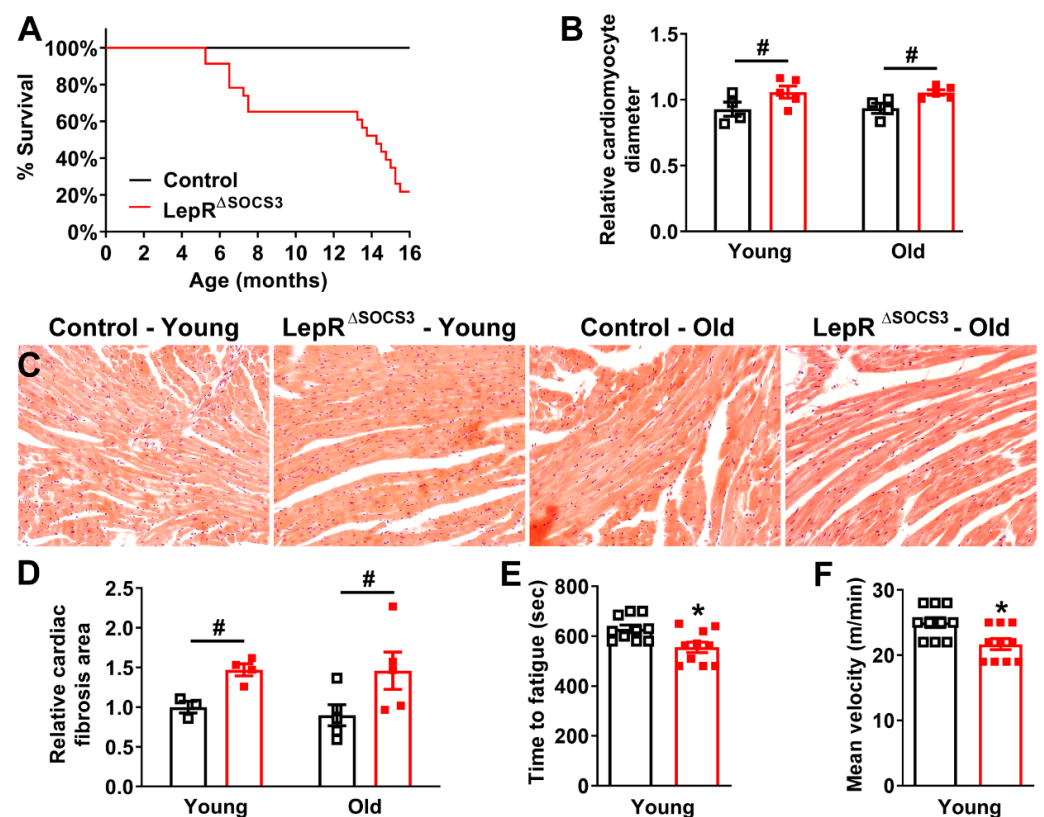 A
100%
80%
60%
40%
20%
0%
% Survival
Control
LepR ΔSOCS3
0 2 4 6 8 10 12 14 16
Age (months)
B
1.5
1.0
0.5
0.0
Relative cardiomyocyte
diameter
# #
Young Old
Control - Young LepR ΔSOCS3 - Young Control - Old LepR ΔSOCS3 - Old
C
D
2.5
2.0
1.5
1.0
0.5
0.0
Relative cardiac
fibrosis area
# #
Young Old
E
800
600
400
200
0
Time to fatigue (sec)
*
Young
F
30
20
10
0
Mean velocity (m/min)
*
Young